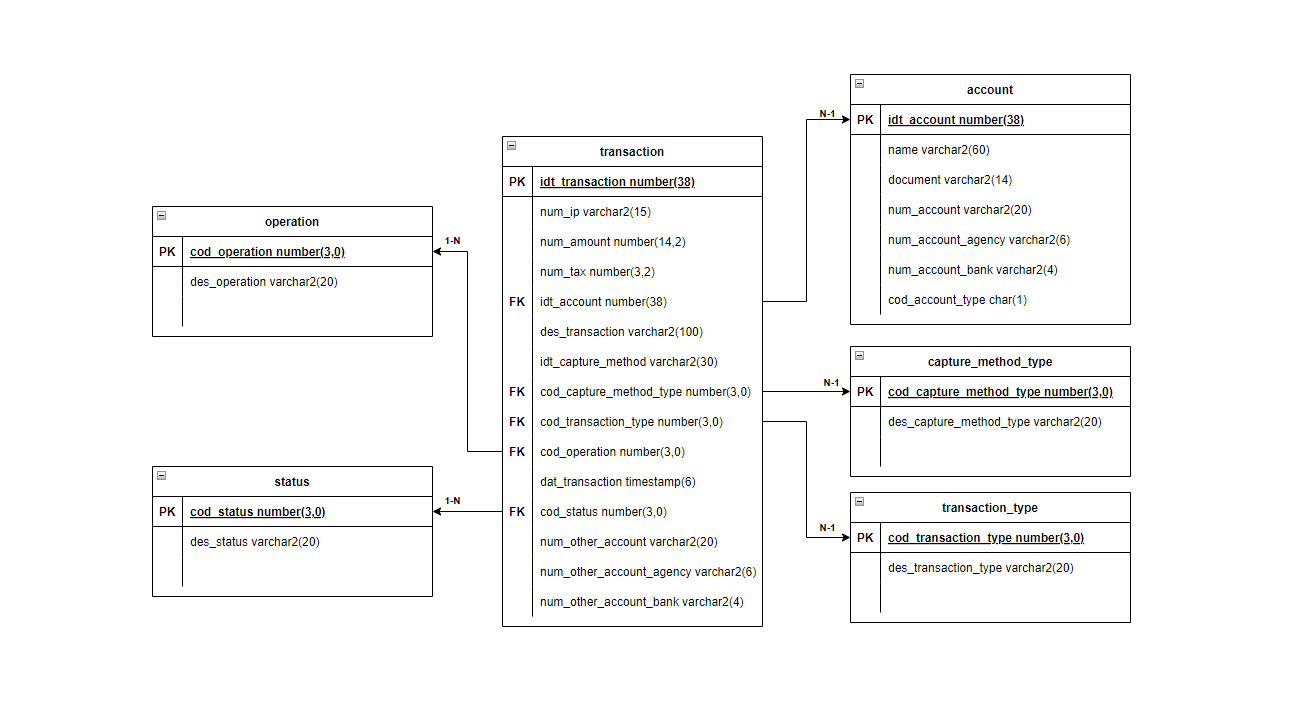 operation
PK cod_operation number(3,0)
des_operation varchar2(20)
1-N
status
PK cod_status number(3,0)
des_status varchar2(20)
1-N
transaction
PK idt_transaction number(38)
num_ip varchar2(15)
num_amount number(14,2)
num_tax number(3,2)
FK idt_account number(38)
des_transaction varchar2(100)
idt_capture_method varchar2(30)
FK cod_capture_method_type number(3,0)
FK cod_transaction_type number(3,0)
FK cod_operation number(3,0)
dat_transaction timestamp(6)
FK cod_status number(3,0)
num_other_account varchar2(20)
num_other_account_agency varchar2(6)
num_other_account_bank varchar2(4)
N-1
account
PK idt_account number(38)
name varchar2(60)
document varchar2(14)
num_account varchar2(20)
num_account_agency varchar2(6)
num_account_bank varchar2(4)
cod_account_type char(1)
N-1
capture_method_type
PK cod_capture_method_type number(3,0)
des_capture_method_type varchar2(20)
N-1
transaction_type
PK cod_transaction_type number(3,0)
des_transaction_type varchar2(20)